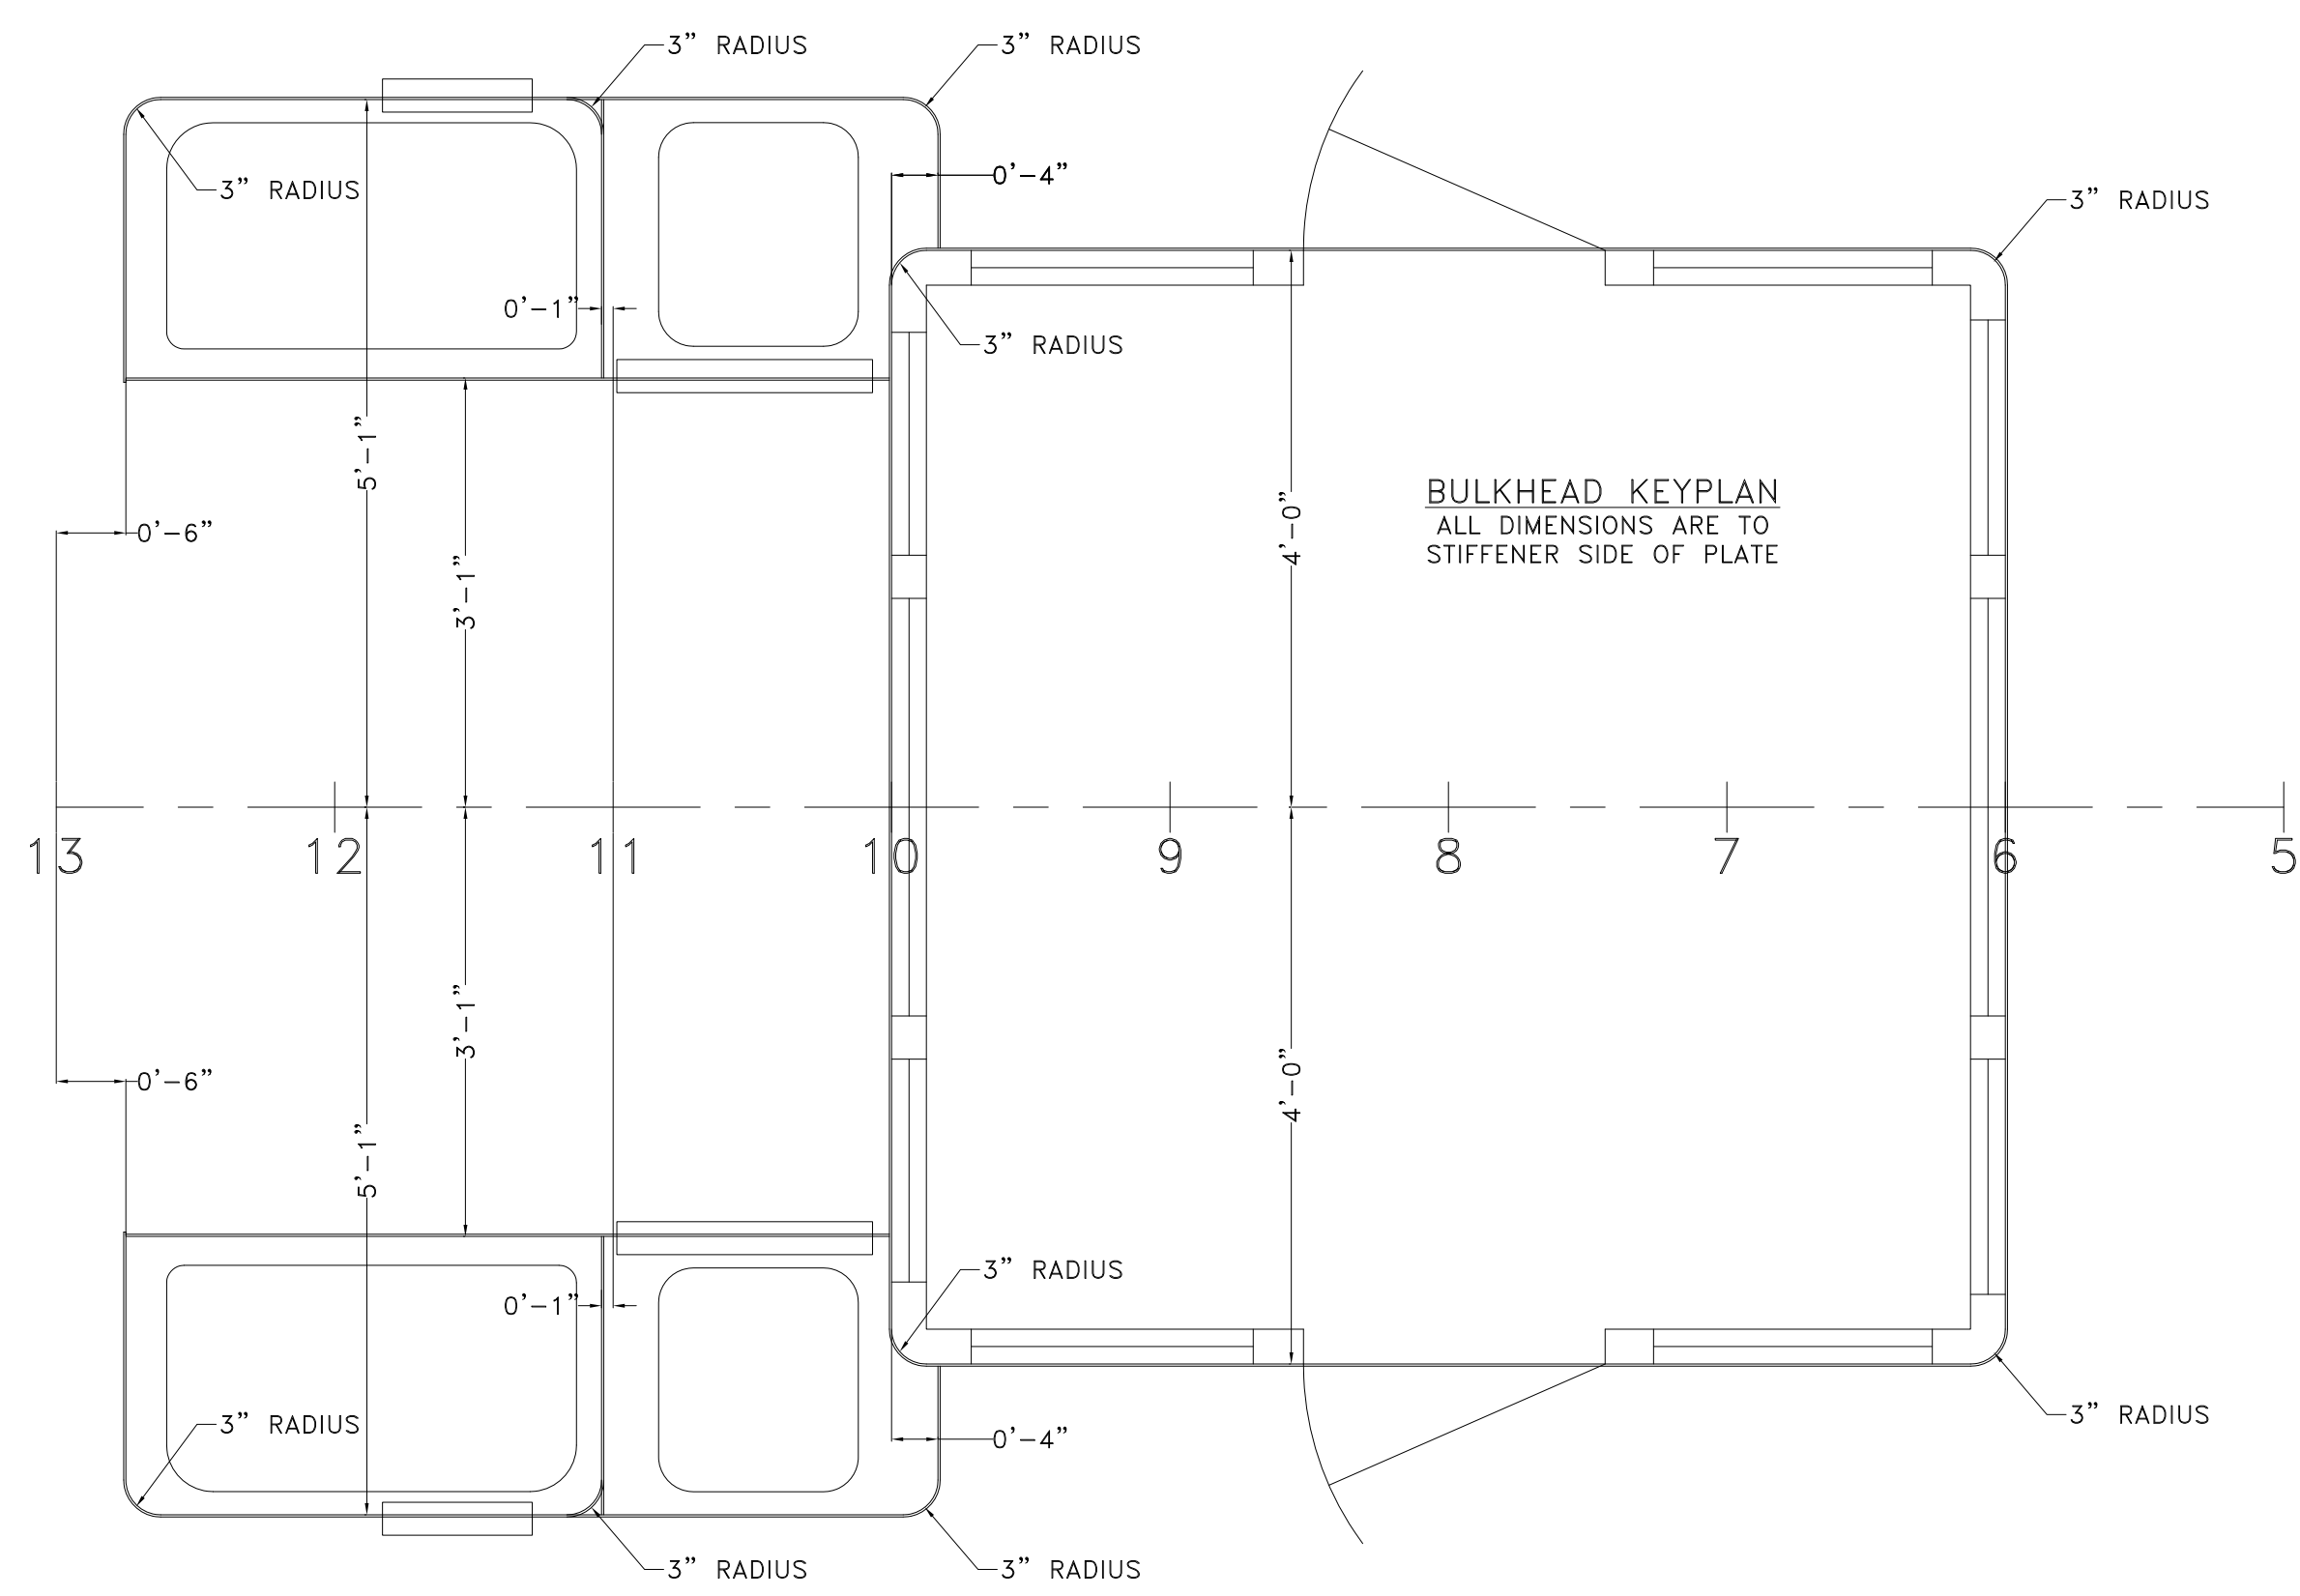 3” RADIUS
3” RADIUS
0’-4”
3” RADIUS
3” RADIUS
0’-1”
3” RADIUS
5’-1”
BULKHEAD KEYPLAN
4’-0”
ALL DIMENSIONS ARE TO
0’-6”
STIFFENER SIDE OF PLATE
3’-1”
13 12 11 10 9 8 7 6 5
3’-1”
0’-6”
4’-0”
5’-1”
3” RADIUS
0’-1”
3” RADIUS
3” RADIUS
0’-4”
3” RADIUS
3” RADIUS